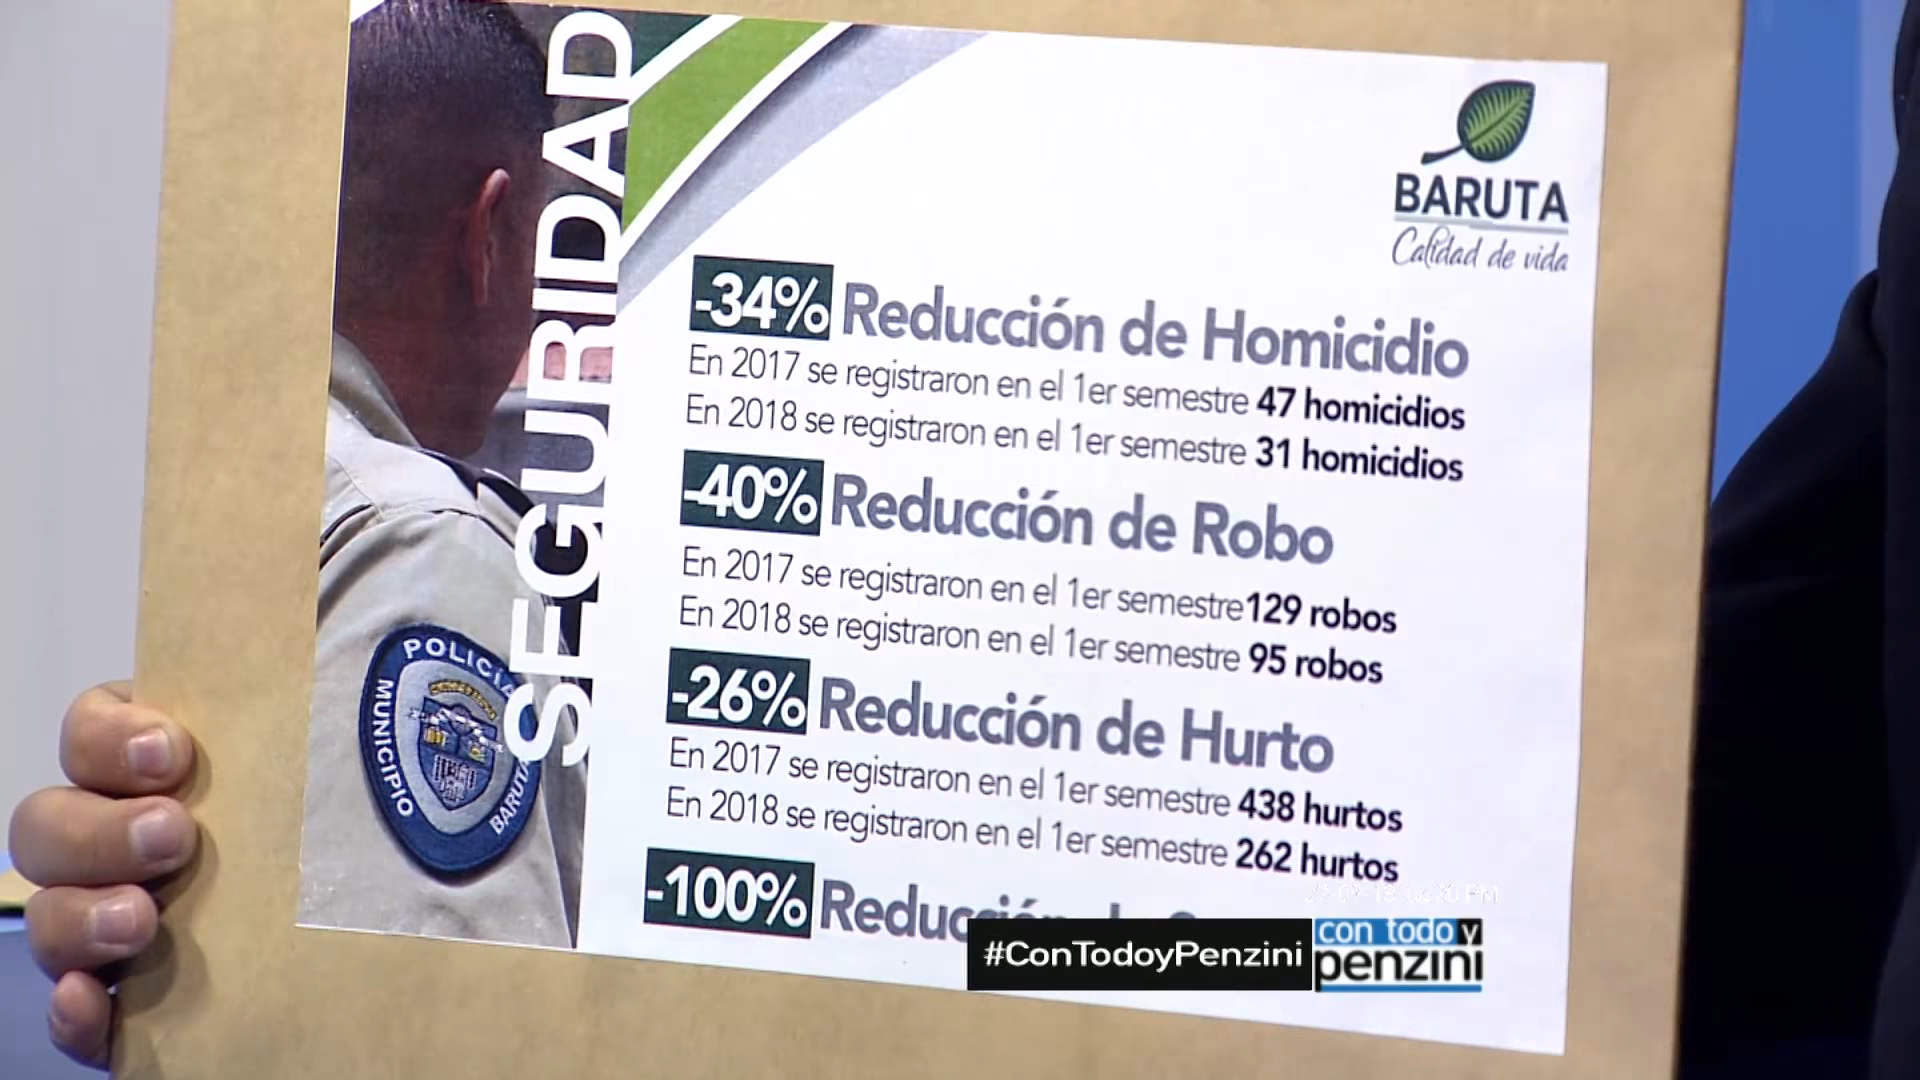 SEGURIDAD
BARUTA
Calidad de vida
-34% Reducción de Homicidio
En 2017 se registraron en el 1er semestre 47 homicidios
En 2018 se registraron en el 1er semestre 31 homicidios
-40% Reducción de Robo
En 2017 se registraron en el 1er semestre 129 robos
En 2018 se registraron en el 1er semestre 95 robos
-26% Reducción de Hurto
En 2017 se registraron en el 1er semestre 438 hurtos
En 2018 se registraron en el 1er semestre 262 hurtos
-100%
POLICIA
MUNICIPIO
BARUTA
#ConTodoyPenzini
con todo y
penzini